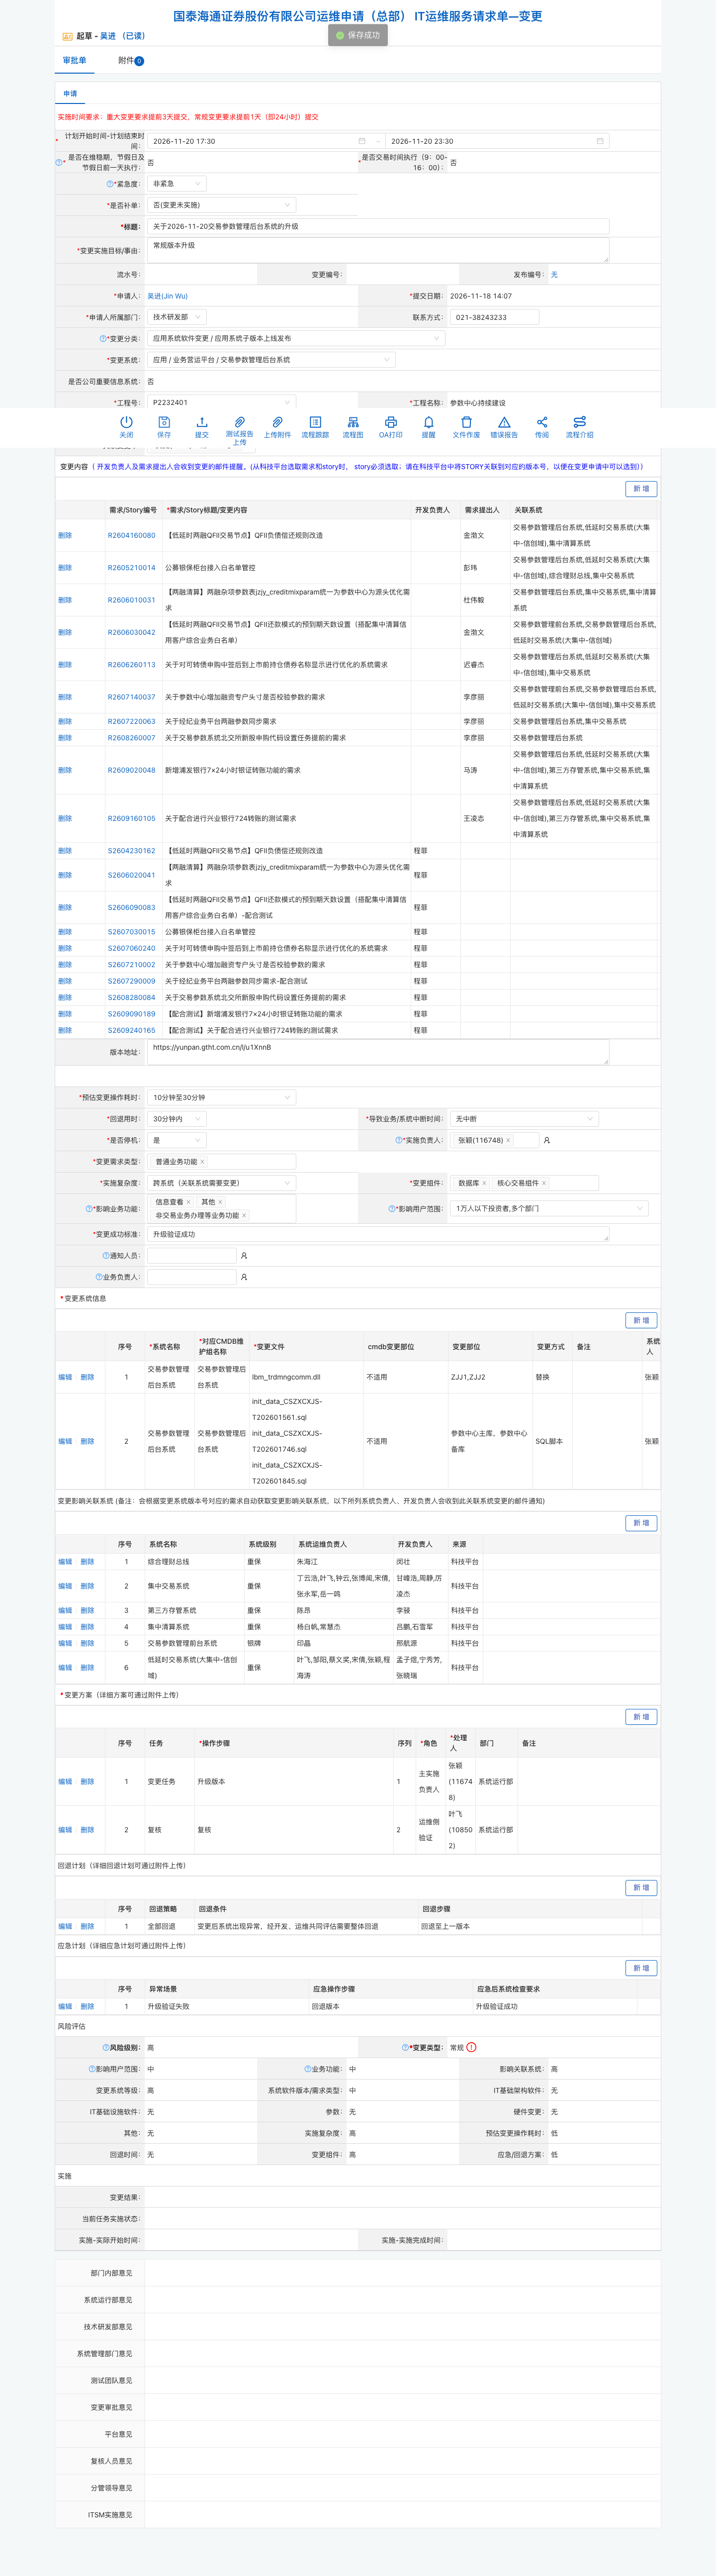 国泰海通证券股份有限公司运维申请（总部） IT运维服务请求单—变更
起草 - 吴进 （已读）
保存成功
审批单 附件 0
申请
实施时间要求：重大变更要求提前3天提交，常规变更要求提前1天（即24小时）提交
*计划开始时间-计划结束时间： 2026-11-20 17:30 ~ 2026-11-20 23:30
*是否在维稳期，节假日及节假日前一天执行： 否 *是否交易时间执行（9：00-16：00）： 否
*紧急度： 非紧急
*是否补单： 否(变更未实施)
*标题： 关于2026-11-20交易参数管理后台系统的升级
*变更实施目标/事由： 常规版本升级
流水号： 变更编号： 发布编号： 无
*申请人： 吴进(Jin Wu) *提交日期： 2026-11-18 14:07
*申请人所属部门： 技术研发部 联系方式： 021-38243233
*变更分类： 应用系统软件变更 / 应用系统子版本上线发布
*变更系统： 应用 / 业务营运平台 / 交易参数管理后台系统
是否公司重要信息系统： 否
*工程号： P2232401 *工程名称： 参数中心持续建设
关闭 保存 提交 测试报告上传 上传附件 流程跟踪 流程图 OA打印 提醒 文件作废 错误报告 传阅 流程介绍
变更内容（ 开发负责人及需求提出人会收到变更的邮件提醒，(从科技平台选取需求和story时， story必须选取；请在科技平台中将STORY关联到对应的版本号，以便在变更申请中可以选到)）
新 增
需求/Story编号 *需求/Story标题/变更内容 开发负责人 需求提出人 关联系统
删除 R2604160080 【低延时两融QFII交易节点】QFII负债偿还规则改造 金渤文 交易参数管理后台系统,低延时交易系统(大集中-信创域),集中清算系统
删除 R2605210014 公募银保柜台接入白名单管控 彭玮 交易参数管理后台系统,低延时交易系统(大集中-信创域),综合理财总线,集中交易系统
删除 R2606010031 【两融清算】两融杂项参数表jzjy_creditmixparam统一为参数中心为源头优化需求 杜伟毅 交易参数管理后台系统,集中交易系统,集中清算系统
删除 R2606030042 【低延时两融QFII交易节点】QFII还款模式的预到期天数设置（搭配集中清算信用客户综合业务白名单） 金渤文 交易参数管理前台系统,交易参数管理后台系统,低延时交易系统(大集中-信创域)
删除 R2606260113 关于对可转债申购中签后到上市前持仓债券名称显示进行优化的系统需求 迟睿杰 交易参数管理后台系统,低延时交易系统(大集中-信创域),集中交易系统
删除 R2607140037 关于参数中心增加融资专户头寸是否校验参数的需求 李彦丽 交易参数管理前台系统,交易参数管理后台系统,低延时交易系统(大集中-信创域),集中交易系统
删除 R2607220063 关于经纪业务平台两融参数同步需求 李彦丽 交易参数管理后台系统,集中交易系统
删除 R2608260007 关于交易参数系统北交所新股申购代码设置任务提前的需求 李彦丽 交易参数管理后台系统
删除 R2609020048 新增浦发银行7×24小时银证转账功能的需求 马涛 交易参数管理后台系统,低延时交易系统(大集中-信创域),第三方存管系统,集中交易系统,集中清算系统
删除 R2609160105 关于配合进行兴业银行724转账的测试需求 王凌志 交易参数管理后台系统,低延时交易系统(大集中-信创域),第三方存管系统,集中交易系统,集中清算系统
删除 S2604230162 【低延时两融QFII交易节点】QFII负债偿还规则改造 程菲
删除 S2606020041 【两融清算】两融杂项参数表jzjy_creditmixparam统一为参数中心为源头优化需求 程菲
删除 S2606090083 【低延时两融QFII交易节点】QFII还款模式的预到期天数设置（搭配集中清算信用客户综合业务白名单）-配合测试 程菲
删除 S2607030015 公募银保柜台接入白名单管控 程菲
删除 S2607060240 关于对可转债申购中签后到上市前持仓债券名称显示进行优化的系统需求 程菲
删除 S2607210002 关于参数中心增加融资专户头寸是否校验参数的需求 程菲
删除 S2607290009 关于经纪业务平台两融参数同步需求-配合测试 程菲
删除 S2608280084 关于交易参数系统北交所新股申购代码设置任务提前的需求 程菲
删除 S2609090189 【配合测试】新增浦发银行7×24小时银证转账功能的需求 程菲
删除 S2609240165 【配合测试】关于配合进行兴业银行724转账的测试需求 程菲
版本地址： https://yunpan.gtht.com.cn/l/u1XnnB
*预估变更操作耗时： 10分钟至30分钟
*回退用时： 30分钟内 *导致业务/系统中断时间： 无中断
*是否停机： 是 *实施负责人： 张颖(116748) ×
*变更需求类型： 普通业务功能 ×
*实施复杂度： 跨系统（关联系统需要变更） *变更组件： 数据库 × 核心交易组件 ×
*影响业务功能： 信息查看 × 其他 × 非交易业务办理等业务功能 × *影响用户范围： 1万人以下投资者,多个部门
*变更成功标准： 升级验证成功
通知人员：
业务负责人：
*变更系统信息
新 增
序号 *系统名称 *对应CMDB维护组名称 *变更文件 cmdb变更部位 变更部位 变更方式 备注 系统人
编辑 删除 1 交易参数管理后台系统 交易参数管理后台系统 lbm_trdmngcomm.dll 不适用 ZJJ1,ZJJ2 替换 张颖
编辑 删除 2 交易参数管理后台系统 交易参数管理后台系统 init_data_CSZXCXJS-T202601561.sql init_data_CSZXCXJS-T202601746.sql init_data_CSZXCXJS-T202601845.sql 不适用 参数中心主库，参数中心备库 SQL脚本 张颖
变更影响关联系统 (备注：会根据变更系统版本号对应的需求自动获取变更影响关联系统，以下所列系统负责人、开发负责人会收到此关联系统变更的邮件通知)
新 增
序号 系统名称 系统级别 系统运维负责人 开发负责人 来源
编辑 删除 1 综合理财总线 重保 朱海江 闵壮 科技平台
编辑 删除 2 集中交易系统 重保 丁云浩,叶飞,钟云,张博闻,宋倩,张永军,岳一鸣 甘峰浩,周静,厉凌杰 科技平台
编辑 删除 3 第三方存管系统 重保 陈昂 李骎 科技平台
编辑 删除 4 集中清算系统 重保 杨白帆,常慧杰 吕鹏,石雪军 科技平台
编辑 删除 5 交易参数管理前台系统 银牌 印晶 邢航源 科技平台
编辑 删除 6 低延时交易系统(大集中-信创域) 重保 叶飞,邹阳,蔡义奖,宋倩,张颖,程海涛 孟子煜,宁秀芳,张晓瑞 科技平台
*变更方案（详细方案可通过附件上传）
新 增
序号 任务 *操作步骤 序列 *角色 *处理人 部门 备注
编辑 删除 1 变更任务 升级版本 1 主实施负责人 张颖(116748) 系统运行部
编辑 删除 2 复核 复核 2 运维侧验证 叶飞(108502) 系统运行部
回退计划（详细回退计划可通过附件上传）
新 增
序号 回退策略 回退条件 回退步骤
编辑 删除 1 全部回退 变更后系统出现异常，经开发、运维共同评估需要整体回退 回退至上一版本
应急计划（详细应急计划可通过附件上传）
新 增
序号 异常场景 应急操作步骤 应急后系统检查要求
编辑 删除 1 升级验证失败 回退版本 升级验证成功
风险评估
风险级别： 高 *变更类型： 常规
影响用户范围： 中 业务功能： 中 影响关联系统： 高
变更系统等级： 高 系统软件版本/需求类型： 中 IT基础架构软件： 无
IT基础设施软件： 无 参数： 无 硬件变更： 无
其他： 无 实施复杂度： 高 预估变更操作耗时： 低
回退时间： 无 变更组件： 高 应急/回退方案： 低
实施
变更结果：
当前任务实施状态：
实施-实际开始时间： 实施-实施完成时间：
部门内部意见
系统运行部意见
技术研发部意见
系统管理部门意见
测试团队意见
变更审批意见
平台意见
复核人员意见
分管领导意见
ITSM实施意见